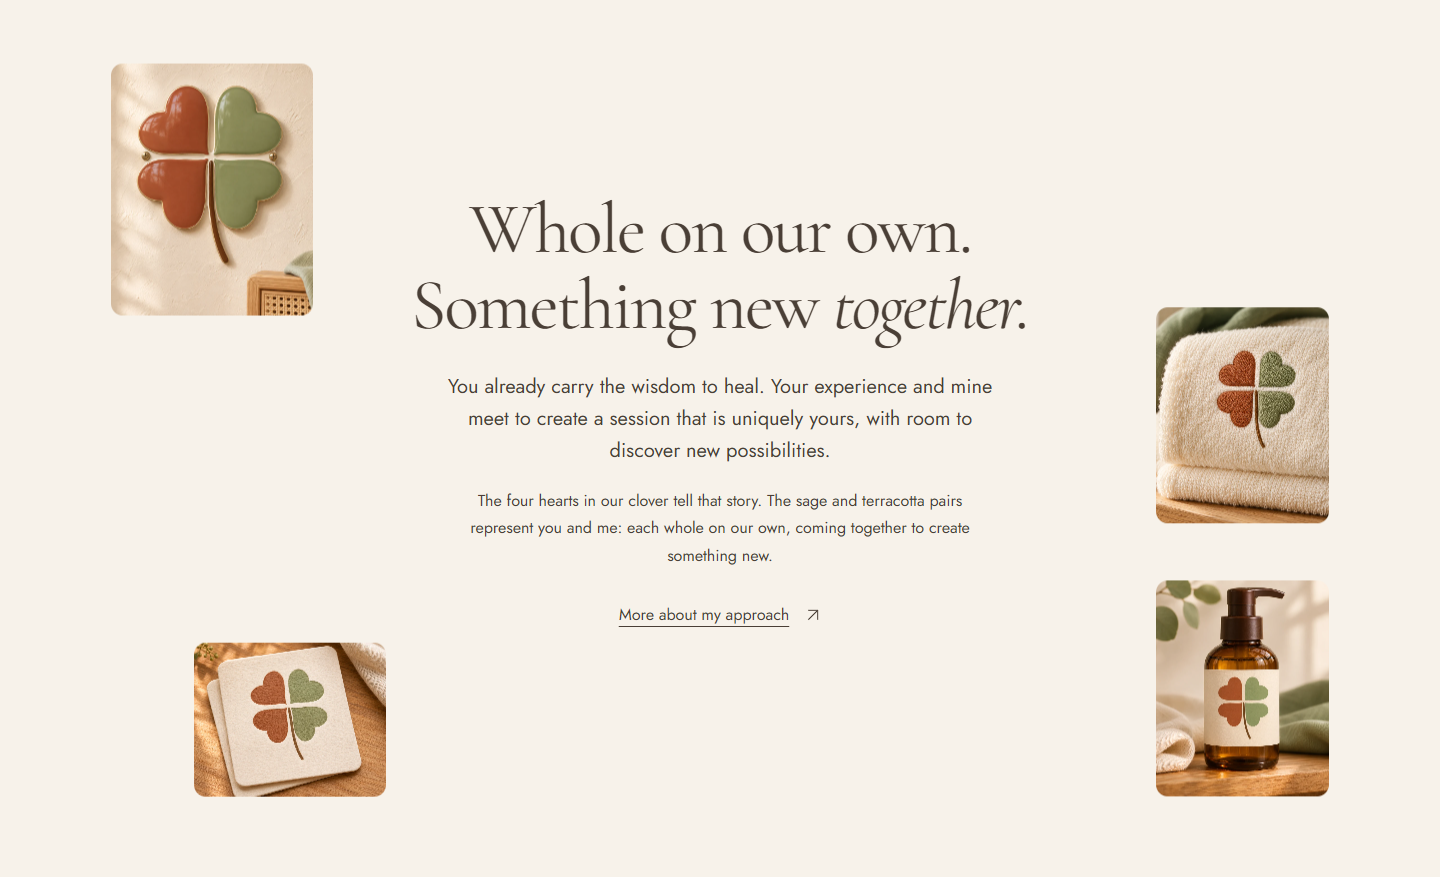 Whole on our own.
Something new together.
You already carry the wisdom to heal. Your experience and mine
meet to create a session that is uniquely yours, with room to
discover new possibilities.
The four hearts in our clover tell that story. The sage and terracotta pairs
represent you and me: each whole on our own, coming together to create
something new.
More about my approach